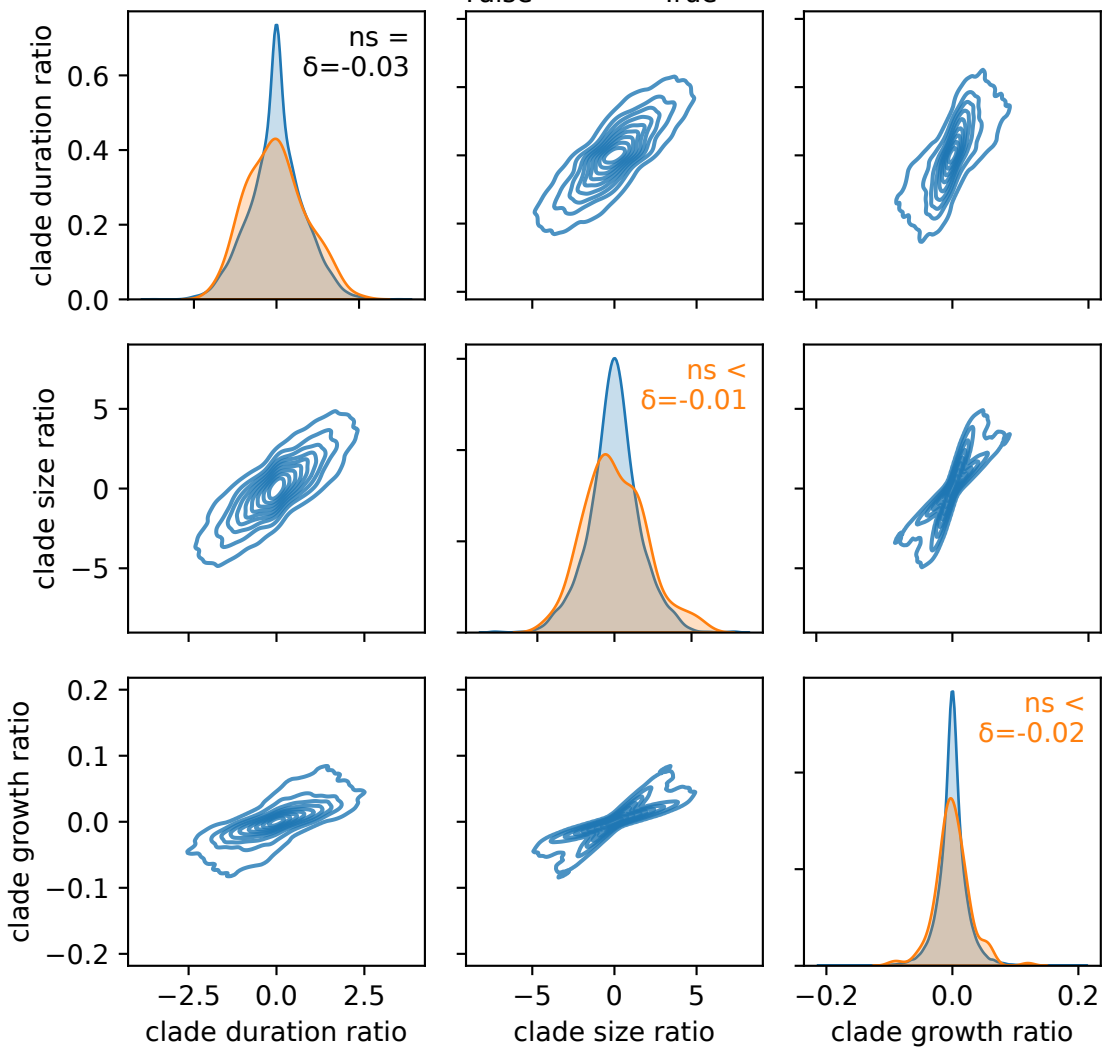 clade duration ratio
0.6
0.4
0.2
0.0
ns =
δ=-0.03
clade size ratio
5
0
−5
ns <
δ=-0.01
clade growth ratio
0.2
0.1
0.0
−0.1
−0.2
ns <
δ=-0.02
−2.5 0.0 2.5
−5 0 5
−0.2 0.0 0.2
clade duration ratio
clade size ratio
clade growth ratio